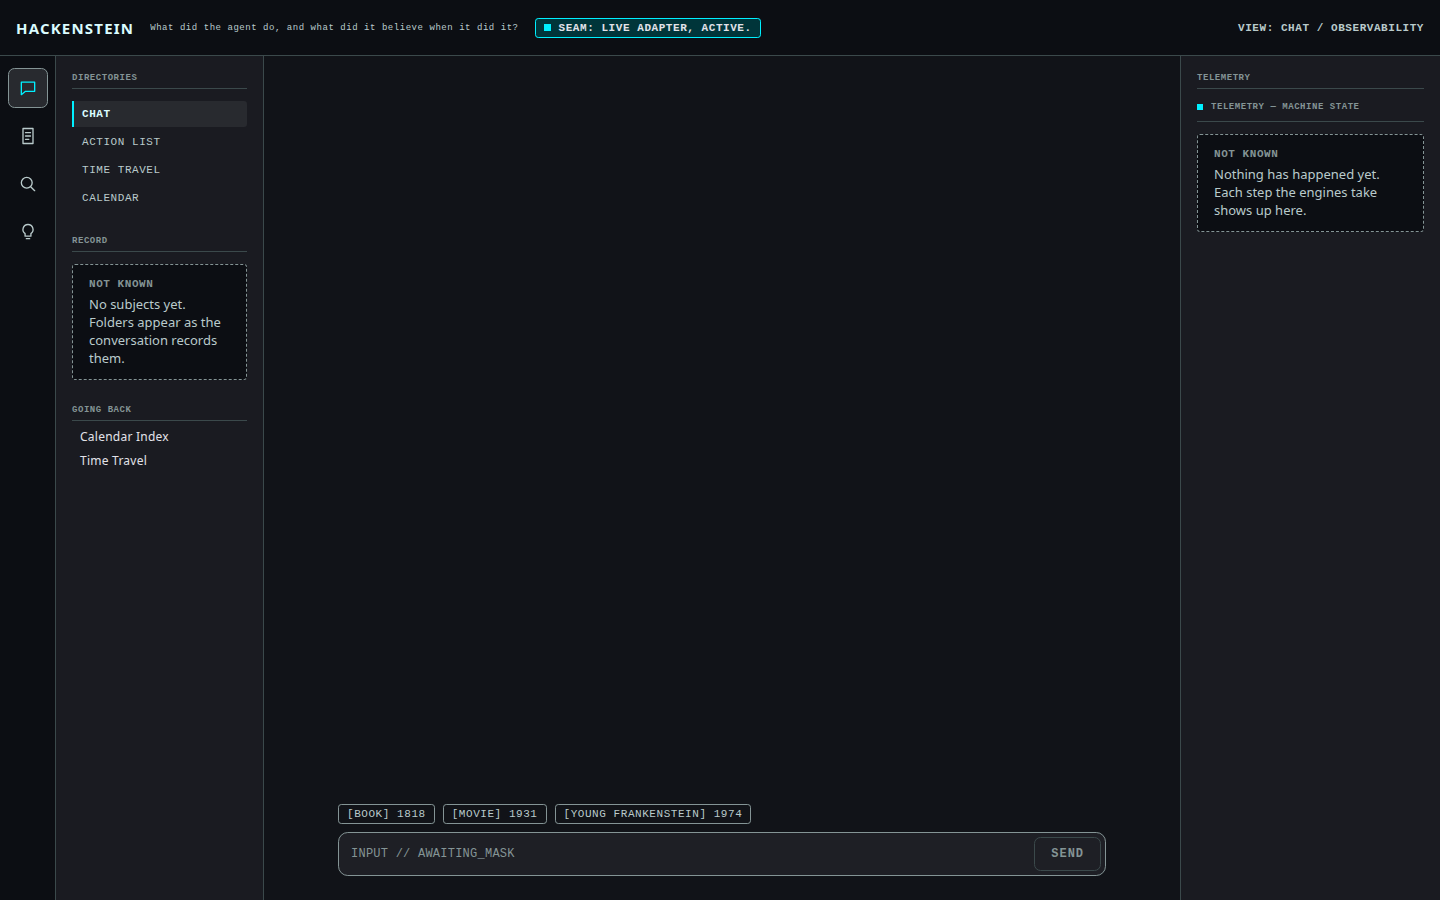 HACKENSTEIN
What did the agent do, and what did it believe when it did it?
SEAM: LIVE ADAPTER, ACTIVE.
VIEW: CHAT / OBSERVABILITY
DIRECTORIES
CHAT
ACTION LIST
TIME TRAVEL
CALENDAR
RECORD
NOT KNOWN
No subjects yet.
Folders appear as the
conversation records
them.
GOING BACK
Calendar Index
Time Travel
[BOOK] 1818
[MOVIE] 1931
[YOUNG FRANKENSTEIN] 1974
INPUT // AWAITING_MASK
SEND
TELEMETRY
TELEMETRY — MACHINE STATE
NOT KNOWN
Nothing has happened yet.
Each step the engines take
shows up here.